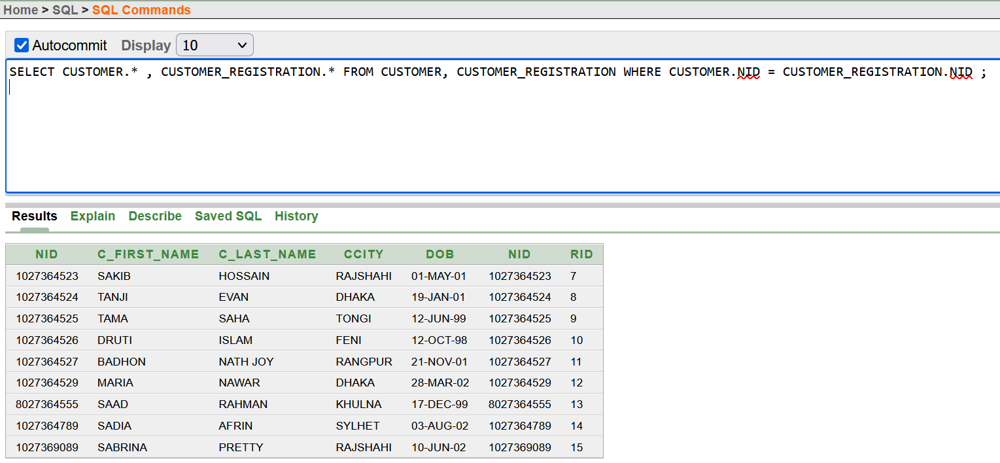 Home > SQL > SQL Commands
Autocommit Display 10
SELECT CUSTOMER.* , CUSTOMER_REGISTRATION.* FROM CUSTOMER, CUSTOMER_REGISTRATION WHERE CUSTOMER.NID = CUSTOMER_REGISTRATION.NID ;
Results Explain Describe Saved SQL History
NID C_FIRST_NAME C_LAST_NAME CCITY DOB NID RID
1027364523 SAKIB HOSSAIN RAJSHAHI 01-MAY-01 1027364523 7
1027364524 TANJI EVAN DHAKA 19-JAN-01 1027364524 8
1027364525 TAMA SAHA TONGI 12-JUN-99 1027364525 9
1027364526 DRUTI ISLAM FENI 12-OCT-98 1027364526 10
1027364527 BADHON NATH JOY RANGPUR 21-NOV-01 1027364527 11
1027364529 MARIA NAWAR DHAKA 28-MAR-02 1027364529 12
8027364555 SAAD RAHMAN KHULNA 17-DEC-99 8027364555 13
1027364789 SADIA AFRIN SYLHET 03-AUG-02 1027364789 14
1027369089 SABRINA PRETTY RAJSHAHI 10-JUN-02 1027369089 15